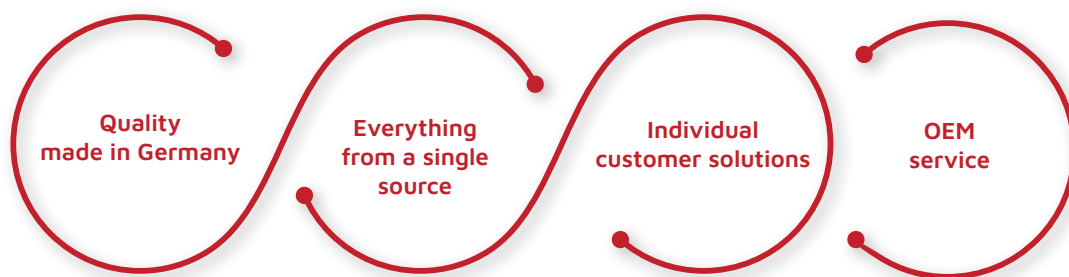 Quality
made in Germany
Everything
from a single
source
Individual
customer solutions
OEM
service